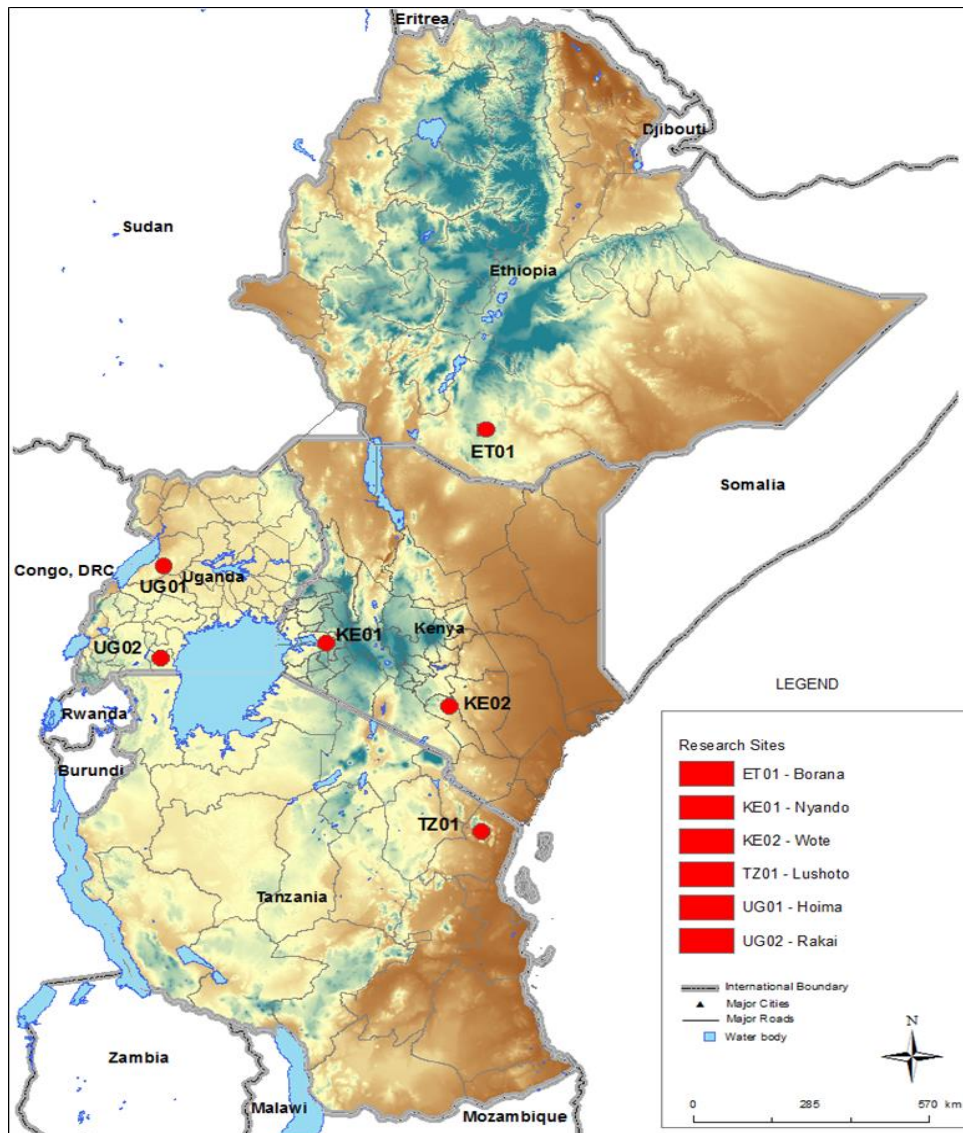 Eritrea
Djibouti
Sudan
Ethiopia
ET01
Somalia
Congo, DRC
UG01
Uganda
KE01
Kenya
UG02
KE02
Rwanda
Burundi
TZ01
Tanzania
Zambia
Malawi
Mozambique
LEGEND
Research Sites
ET01 - Borana
KE01 - Nyando
KE02 - Wote
TZ01 - Lushoto
UG01 - Hoima
UG02 - Rakai
International Boundary
Major Cities
Major Roads
Water body
N
0 285 570 km